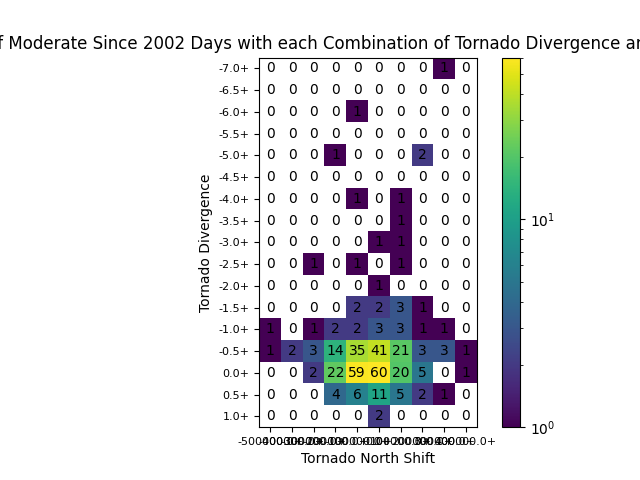 Moderate Since 2002 Days with each Combination of Tornado Divergence
-7.0+ 0 0 0 0 0 0 0 0 1 0
-6.5+ 0 0 0 0 0 0 0 0 0 0
-6.0+ 0 0 0 0 1 0 0 0 0 0
-5.5+ 0 0 0 0 0 0 0 0 0 0
-5.0+ 0 0 0 1 0 0 0 2 0 0
-4.5+ 0 0 0 0 0 0 0 0 0 0
-4.0+ 0 0 0 0 1 0 1 0 0 0
-3.5+ 0 0 0 0 0 0 1 0 0 0
-3.0+ 0 0 0 0 0 1 1 0 0 0
-2.5+ 0 0 1 0 1 0 1 0 0 0
-2.0+ 0 0 0 0 0 1 0 0 0 0
-1.5+ 0 0 0 0 2 2 3 1 0 0
-1.0+ 1 0 1 2 2 3 3 1 1 0
-0.5+ 1 2 3 14 35 41 21 3 3 1
0.0+ 0 0 2 22 59 60 20 5 0 1
0.5+ 0 0 0 4 6 11 5 2 1 0
1.0+ 0 0 0 0 0 2 0 0 0 0
Tornado Divergence
Tornado North Shift
10^1
10^0